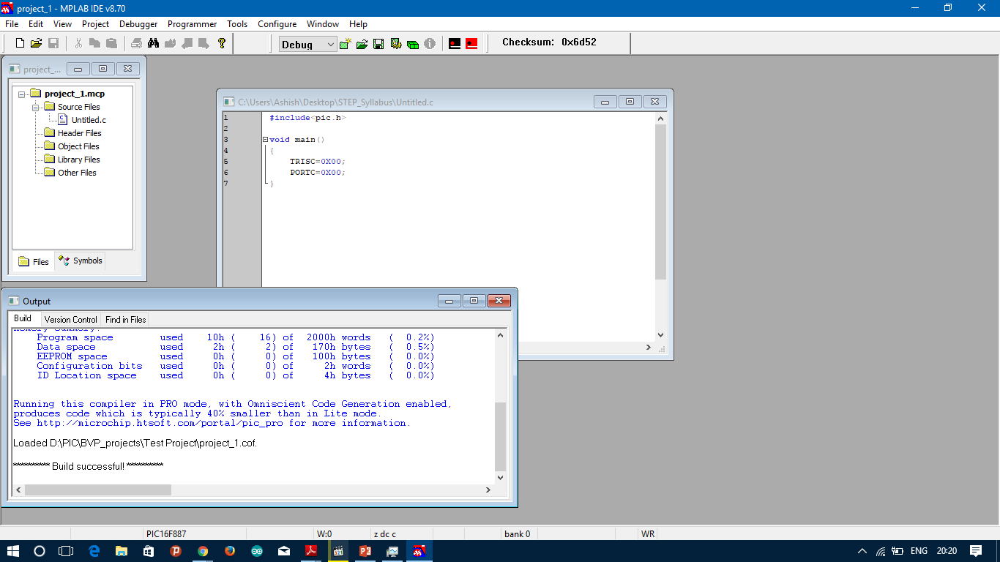 project_1 - MPLAB IDE v8.70
File Edit View Project Debugger Programmer Tools Configure Window Help
Debug
Checksum: 0x6d52
project_...
project_1.mcp
Source Files
Untitled.c
Header Files
Object Files
Library Files
Other Files
Files Symbols
C:\Users\Ashish\Desktop\STEP_Syllabus\Untitled.c
1 #include<pic.h>
2
3 void main()
4 {
5 TRISC=0X00;
6 PORTC=0X00;
7 }
Output
Build Version Control Find in Files
Memory Summary:
Program space used 10h ( 16) of 2000h words ( 0.2%)
Data space used 2h ( 2) of 170h bytes ( 0.5%)
EEPROM space used 0h ( 0) of 100h bytes ( 0.0%)
Configuration bits used 0h ( 0) of 2h words ( 0.0%)
ID Location space used 0h ( 0) of 4h bytes ( 0.0%)
Running this compiler in PRO mode, with Omniscient Code Generation enabled,
produces code which is typically 40% smaller than in Lite mode.
See http://microchip.htsoft.com/portal/pic_pro for more information.
Loaded D:\PIC\BVP_projects\Test Project\project_1.cof.
********** Build successful! **********
PIC16F887 W:0 z dc c bank 0 WR
ENG 20:20